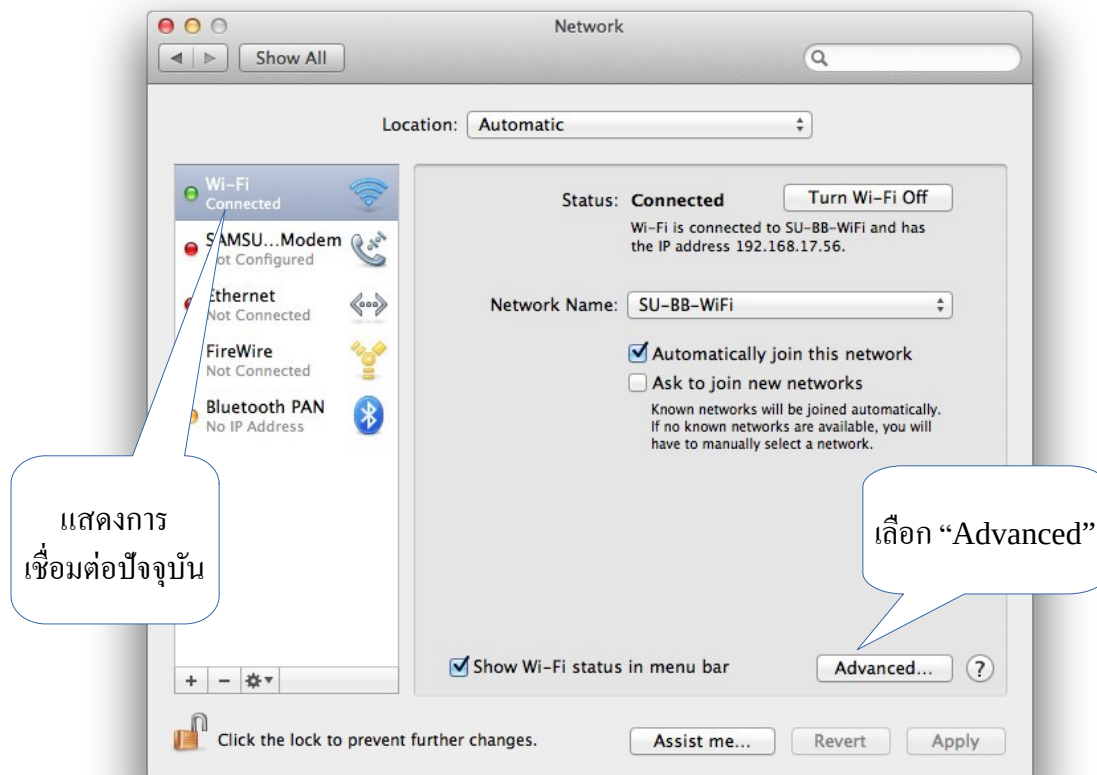 Network
Show All
Location: Automatic
Wi-Fi
Connected
SAMSU...Modem
Not Configured
Ethernet
Not Connected
FireWire
Not Connected
Bluetooth PAN
No IP Address
Status: Connected
Turn Wi-Fi Off
Wi-Fi is connected to SU-BB-WiFi and has
the IP address 192.168.17.56.
Network Name: SU-BB-WiFi
Automatically join this network
Ask to join new networks
Known networks will be joined automatically.
If no known networks are available, you will
have to manually select a network.
แสดงการ
เชื่อมต่อปัจจุบัน
เลือก “Advanced”
Show Wi-Fi status in menu bar
Advanced... ?
Click the lock to prevent further changes.
Assist me... Revert Apply